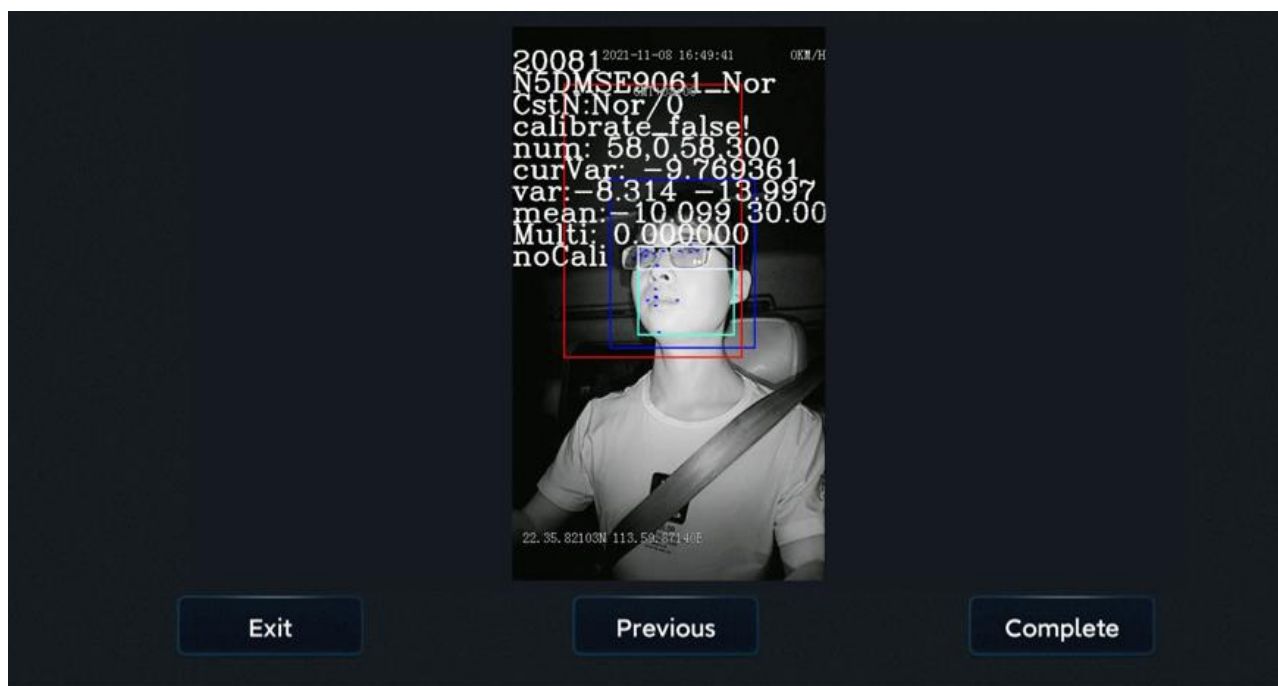 20081
2021-11-08 16:49:41 0KM/H
N5DMSE9061_Nor
CstN:Nor/0
calibrate_false!
num: 58,0,58,300
curVar: -9.769361
var:-8.314 -13.997
mean:-10.099 30.00
Multi: 0.000000
noCali
22.35.82103N 113.59.87140E
Exit
Previous
Complete